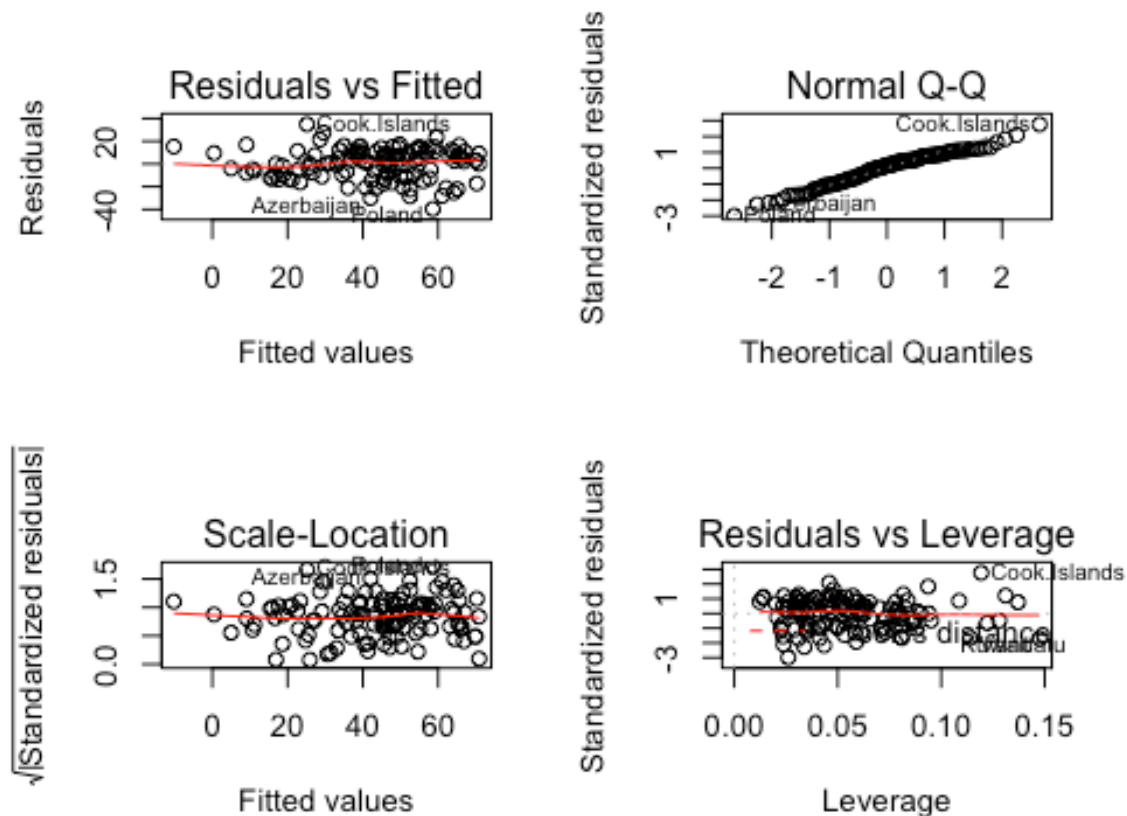 Residuals vs Fitted
Residuals
20
-40
Cook.Islands
Azerbaijan
Poland
0 20 40 60
Fitted values
Normal Q-Q
Standardized residuals
1
-3
Cook.Islands
Azerbaijan
Poland
-2 -1 0 1 2
Theoretical Quantiles
Scale-Location
√|Standardized residuals|
1.5
0.0
Azerbaijan
0 20 40 60
Fitted values
Residuals vs Leverage
Standardized residuals
1
-3
Cook.Islands
distance
0.00 0.05 0.10 0.15
Leverage